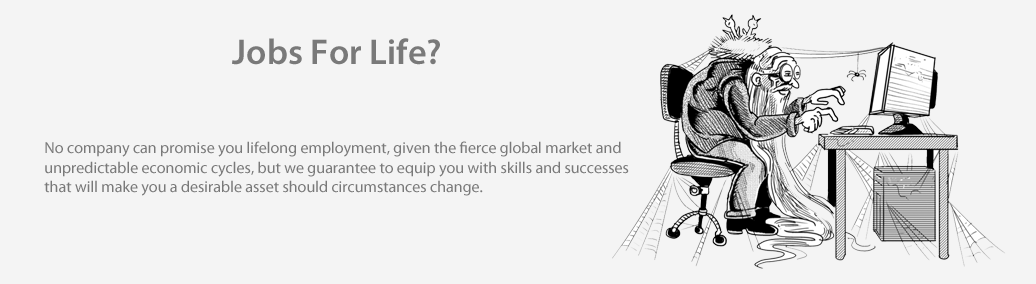 Jobs For Life?
No company can promise you lifelong employment, given the fierce global market and
unpredictable economic cycles, but we guarantee to equip you with skills and successes
that will make you a desirable asset should circumstances change.